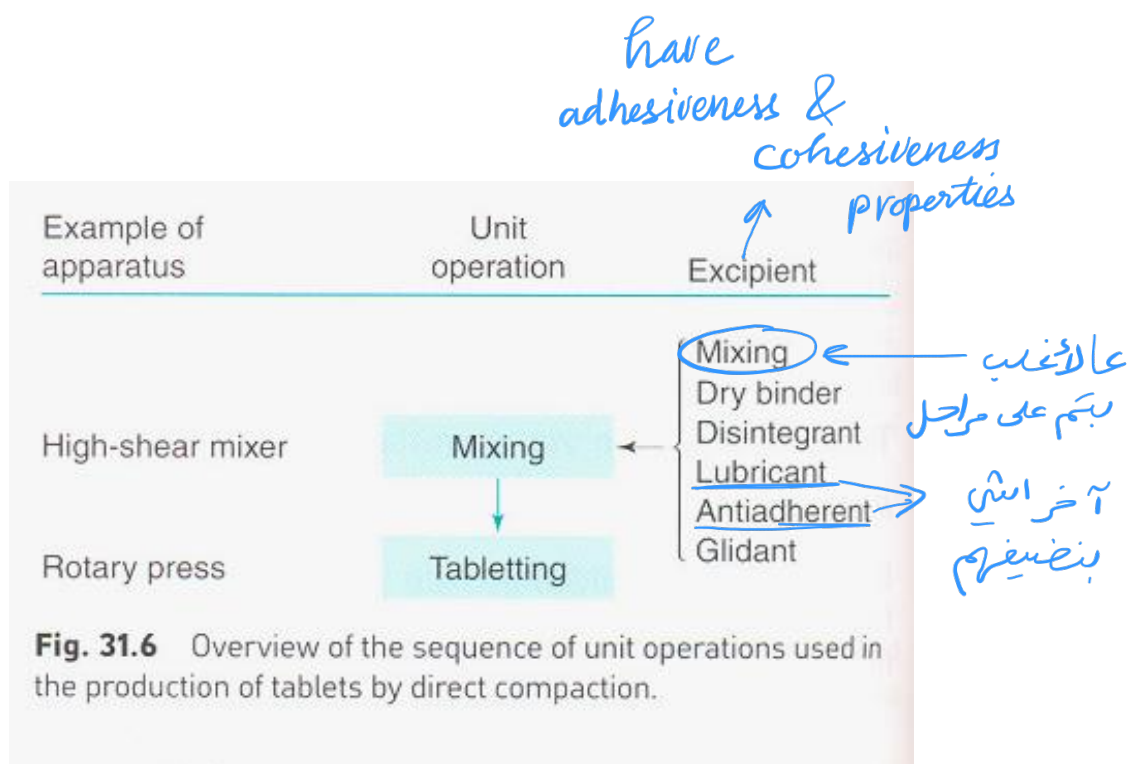 have
adhesiveness &
cohesiveness
properties
Example of
apparatus
Unit
operation
Excipient
Mixing
عالأغلب
Dry binder
بتم على مراحل
High-shear mixer
Mixing
Disintegrant
Lubricant
آخر اشي
Antiadherent
Glidant
بنضيفهم
Rotary press
Tabletting
Fig. 31.6 Overview of the sequence of unit operations used in
the production of tablets by direct compaction.